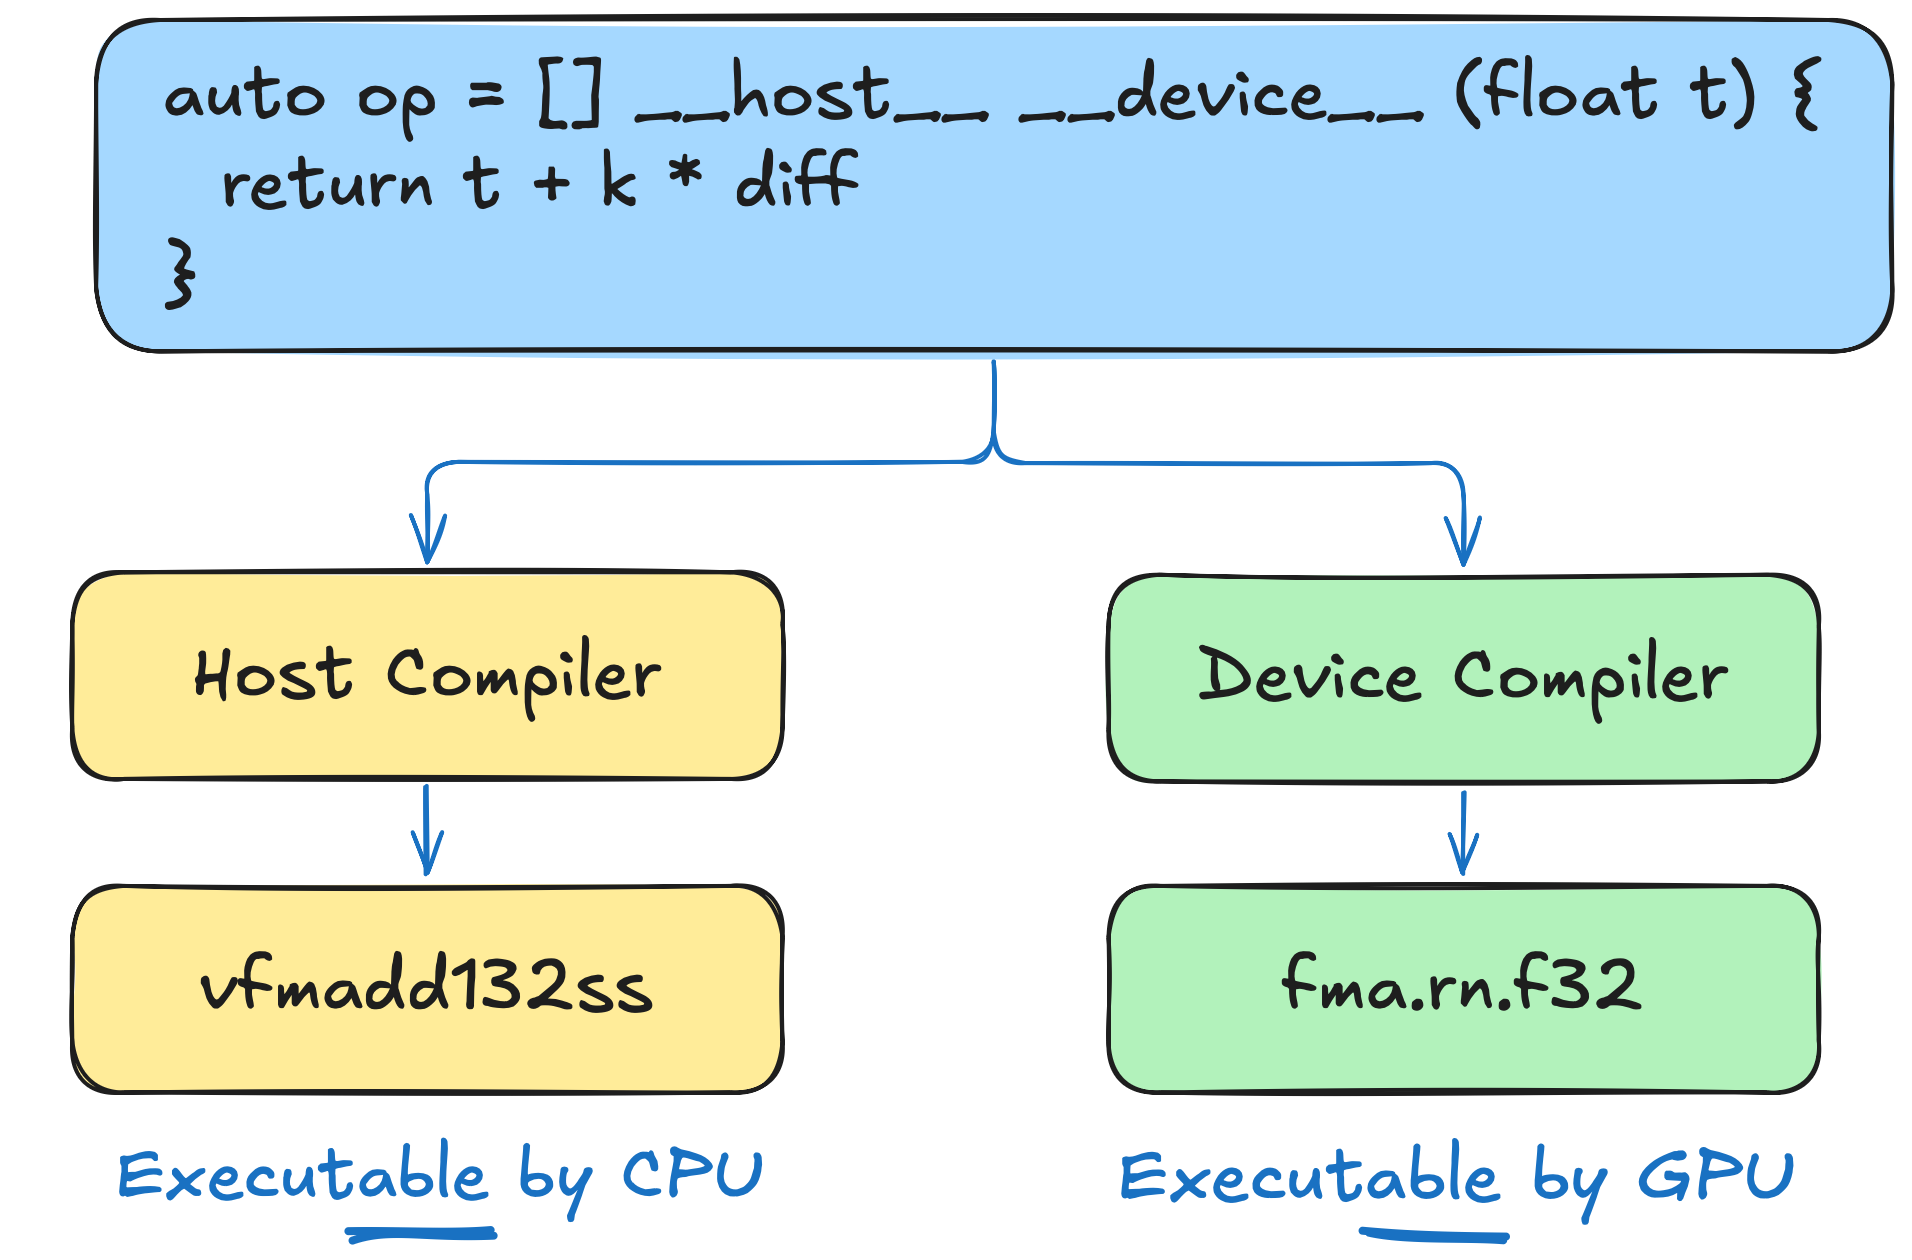 auto op = [] __host__ __device__ (float t) {
return t + k * diff
}
Host Compiler
Device Compiler
vfmadd132ss
fma.rn.f32
Executable by CPU
Executable by GPU